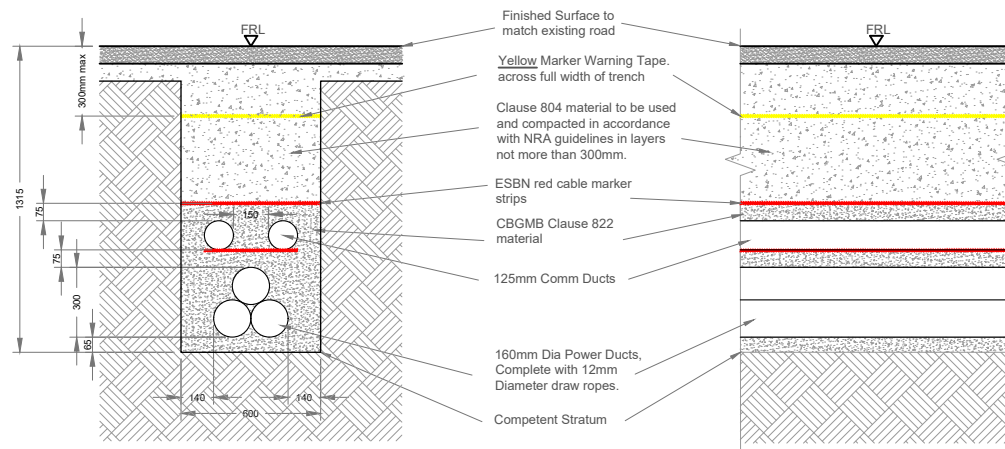 FRL
FRL
Finished Surface to
match existing road
Yellow Marker Warning Tape.
across full width of trench
Clause 804 material to be used
and compacted in accordance
with NRA guidelines in layers
not more than 300mm.
ESBN red cable marker
strips
CBGMB Clause 822
material
125mm Comm Ducts
160mm Dia Power Ducts,
Complete with 12mm
Diameter draw ropes.
Competent Stratum
300mm max
1315
75
150
75
300
65
140
140
600